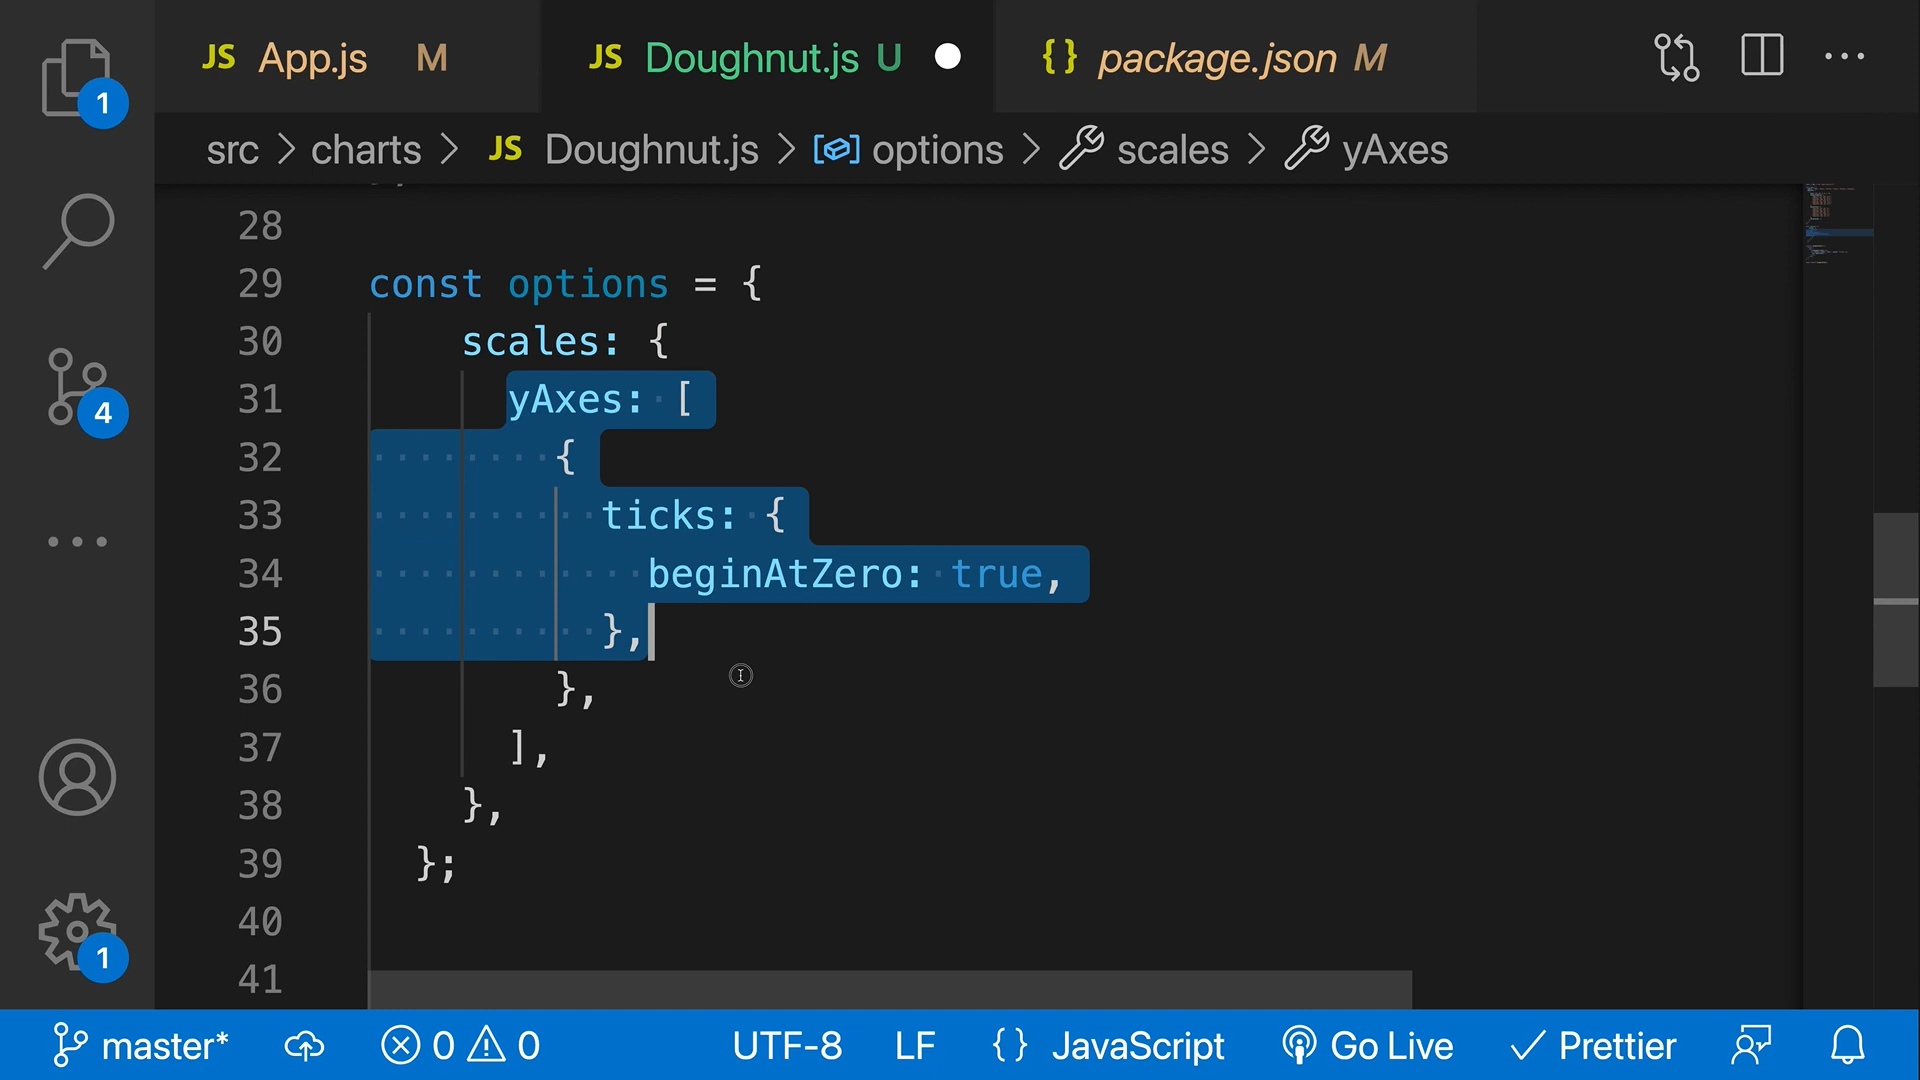 JS App.js M
JS Doughnut.js U
{} package.json M
src > charts > JS Doughnut.js > options > scales > yAxes
28
29 const options = {
30 scales: {
31 yAxes: [
32 {
33 ticks: {
34 beginAtZero: true,
35 },
36 },
37 ],
38 },
39 };
40
41
1
4
1
master* 0 0 UTF-8 LF {} JavaScript Go Live Prettier